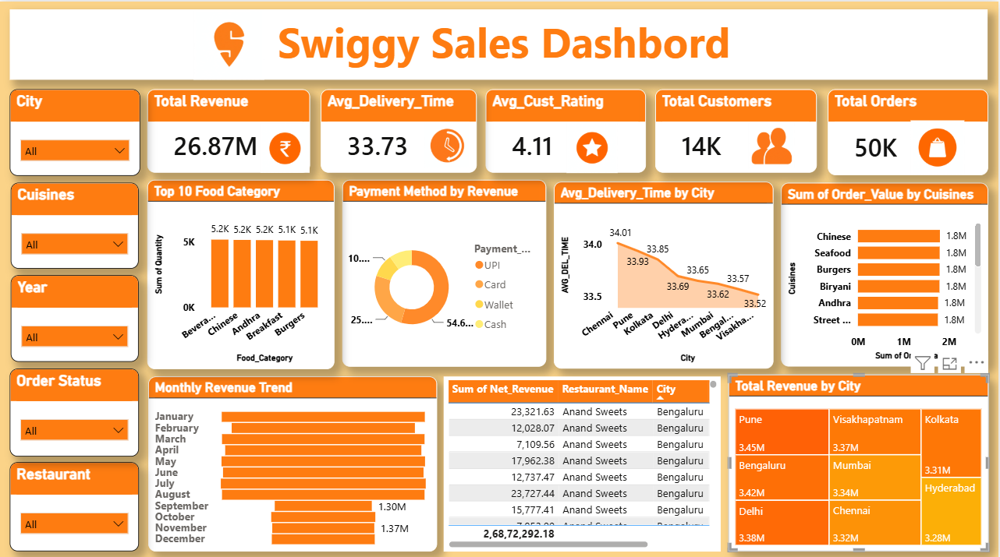 Swiggy Sales Dashbord
City
All
Total Revenue
26.87M
₹
Avg_Delivery_Time
33.73
Avg_Cust_Rating
4.11
Total Customers
14K
Total Orders
50K
Cuisines
All
Year
All
Order Status
All
Restaurant
All
Top 10 Food Category
Sum of Quantity
5K
0K
5.2K 5.2K 5.2K 5.1K 5.1K
Bevera... Chinese Andhra Breakfast Burgers
Food_Category
Payment Method by Revenue
10....
25....
54.6...
Payment_...
UPI
Card
Wallet
Cash
Avg_Delivery_Time by City
AVG_DEL_TIME
34.0
33.5
34.01
33.93
33.85
33.69
33.65
33.62
33.57
33.52
Chennai Pune Kolkata Delhi Hydera... Mumbai Bengal... Visakha...
City
Sum of Order_Value by Cuisines
Cuisines
Chinese 1.8M
Seafood 1.8M
Burgers 1.8M
Biryani 1.8M
Andhra 1.8M
Street ... 1.8M
0M 1M 2M
Sum of Or
Monthly Revenue Trend
January
February
March
April
May
June
July
August
September 1.30M
October
November 1.37M
December
Sum of Net_Revenue Restaurant_Name City
23,321.63 Anand Sweets Bengaluru
12,028.07 Anand Sweets Bengaluru
7,109.56 Anand Sweets Bengaluru
17,962.38 Anand Sweets Bengaluru
12,737.47 Anand Sweets Bengaluru
23,727.44 Anand Sweets Bengaluru
15,777.41 Anand Sweets Bengaluru
2,68,72,292.18
Total Revenue by City
Pune
3.45M
Bengaluru
3.42M
Delhi
3.38M
Visakhapatnam
3.37M
Mumbai
3.34M
Chennai
3.32M
Kolkata
3.31M
Hyderabad
3.28M